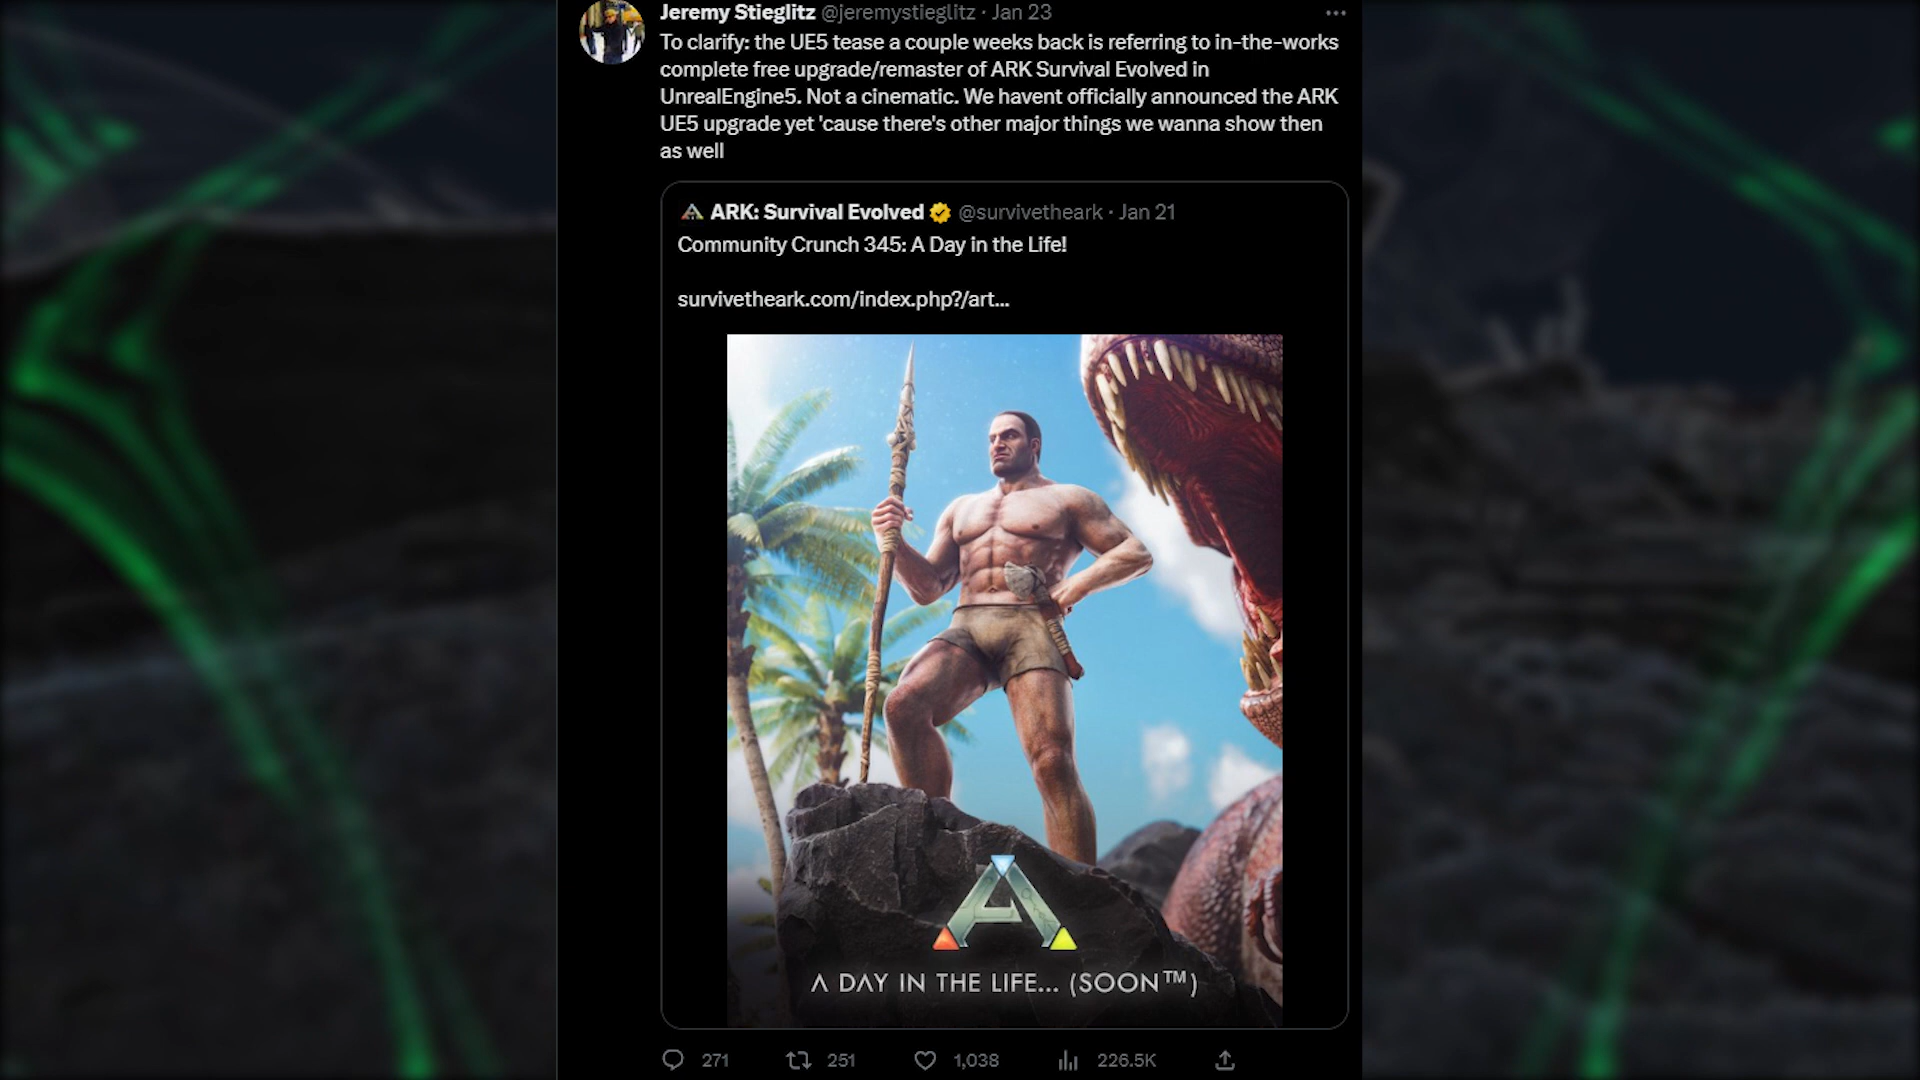 Jeremy Stieglitz @jeremystieglitz · Jan 23
To clarify: the UE5 tease a couple weeks back is referring to in-the-works
complete free upgrade/remaster of ARK Survival Evolved in
UnrealEngine5. Not a cinematic. We havent officially announced the ARK
UE5 upgrade yet 'cause there's other major things we wanna show then
as well
ARK: Survival Evolved @survivetheark · Jan 21
Community Crunch 345: A Day in the Life!
survivetheark.com/index.php?/art...
A DAY IN THE LIFE... (SOON™)
271 251 1,038 226.5K